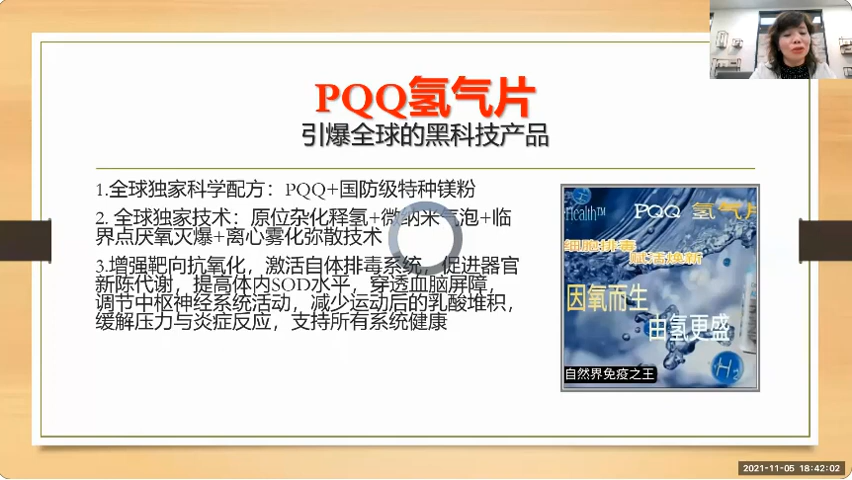 PQQ氢气片
引爆全球的黑科技产品
1.全球独家科学配方：PQQ+国防级特种镁粉
2. 全球独家技术：原位杂化释氢+微纳米气泡+临
界点厌氧灭爆+离心雾化弥散技术
3.增强靶向抗氧化，激活自体排毒系统，促进器官
新陈代谢，提高体内SOD水平，穿透血脑屏障，
调节中枢神经系统活动，减少运动后的乳酸堆积，
缓解压力与炎症反应，支持所有系统健康
Health™
PQQ 氢气片
细胞排毒
赋活焕新
因氧而生
由氢更盛
自然界免疫之王
H2
2021-11-05 18:42:02